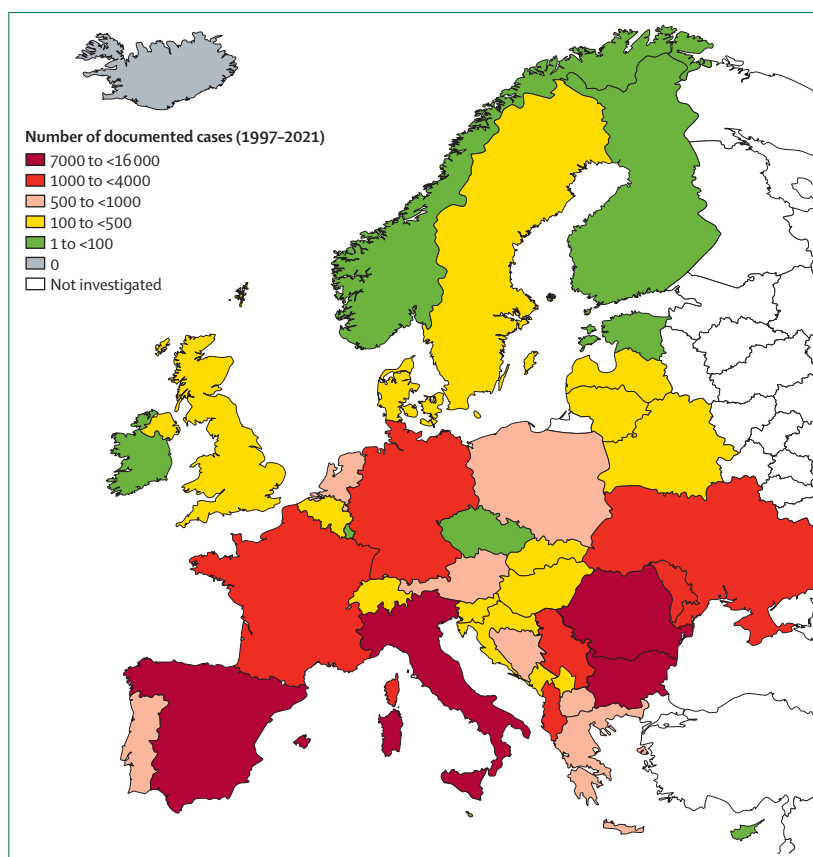 Number of documented cases (1997–2021)
7000 to <16 000
1000 to <4000
500 to <1000
100 to <500
1 to <100
0
Not investigated